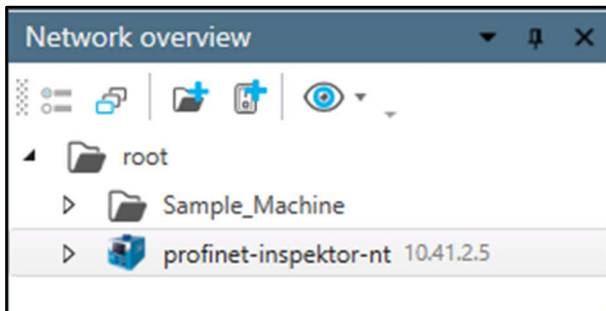 Network overview
root
Sample_Machine
profinet-inspektor-nt 10.41.2.5